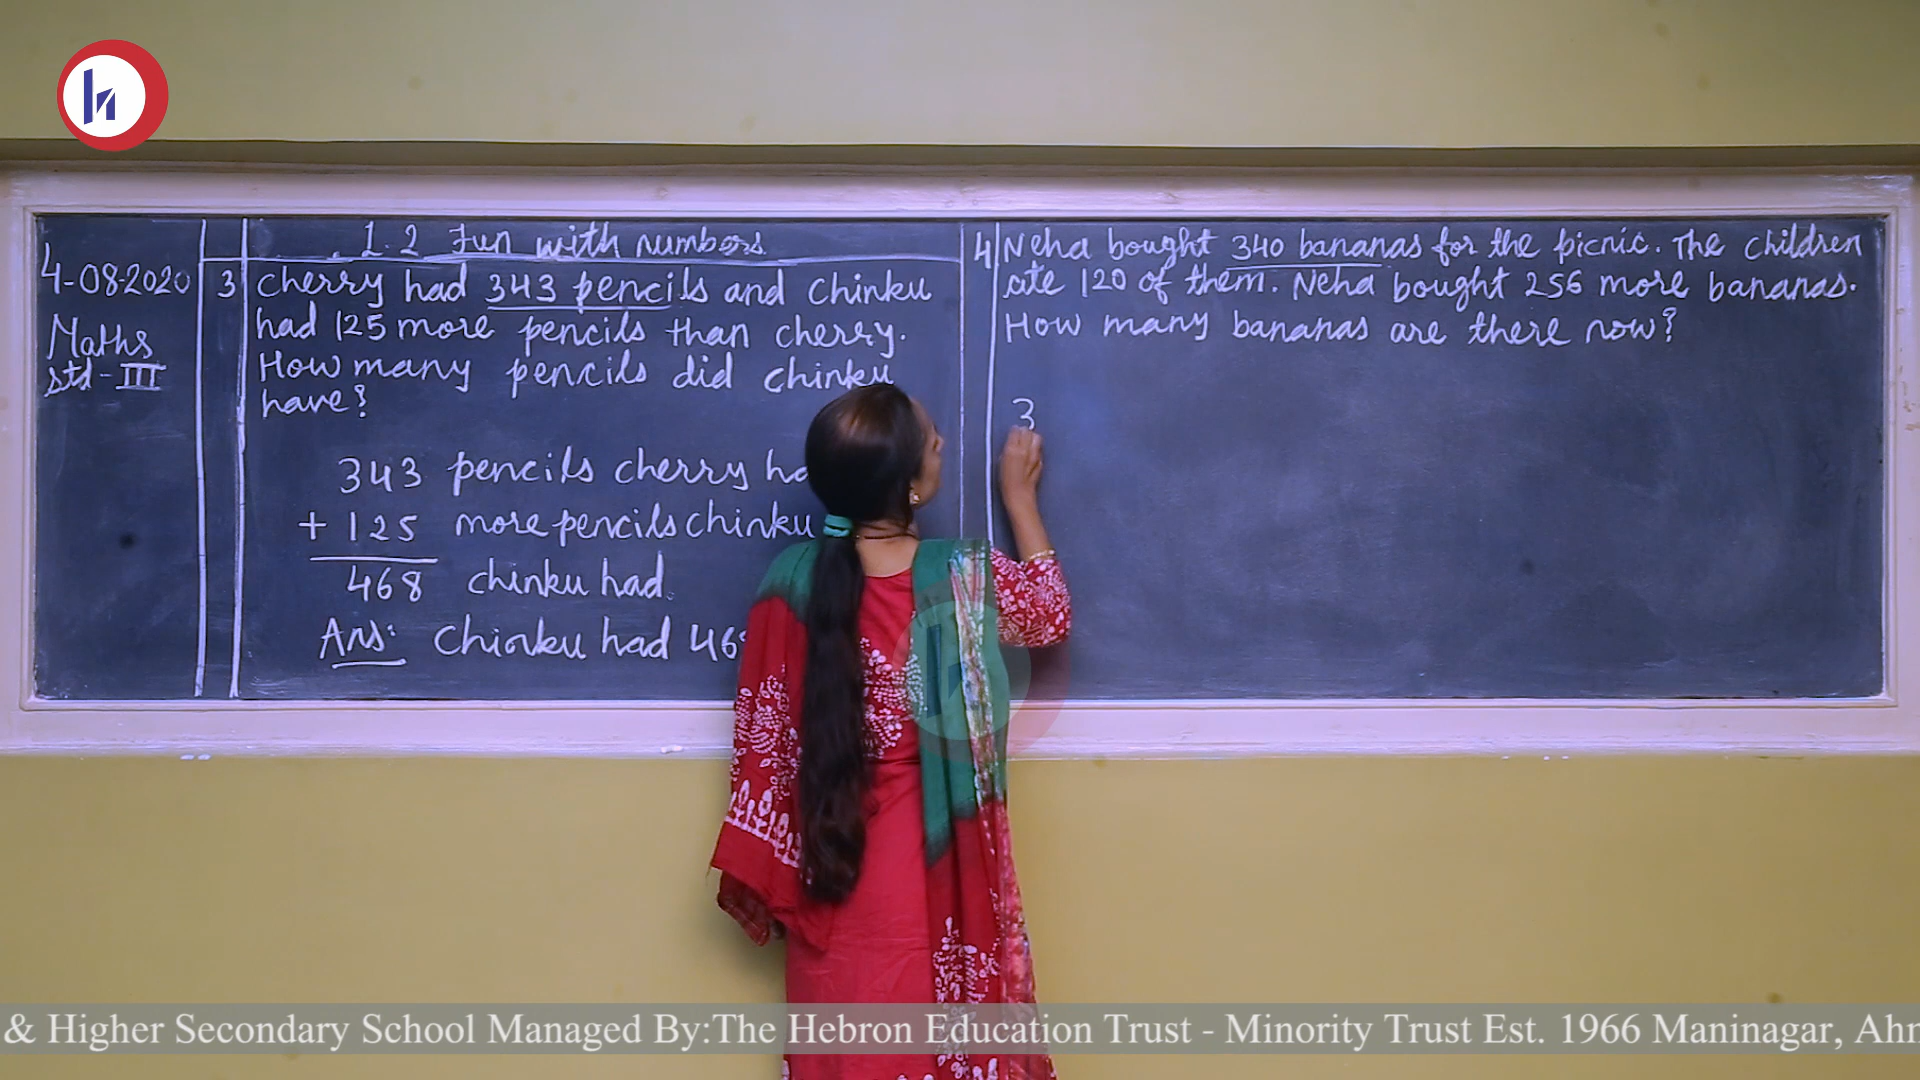 4-08-2020
Maths
std-III
1.2 Fun with numbers
3 Cherry had 343 pencils and Chinku
had 125 more pencils than cherry.
How many pencils did chinku
have?
343 pencils cherry
+ 125 more pencils chinku
468 chinku had.
Ans: Chinku had
4 Neha bought 340 bananas for the picnic. The children
ate 120 of them. Neha bought 256 more bananas.
How many bananas are there now?
3
& Higher Secondary School Managed By:The Hebron Education Trust - Minority Trust Est. 1966 Maninagar,